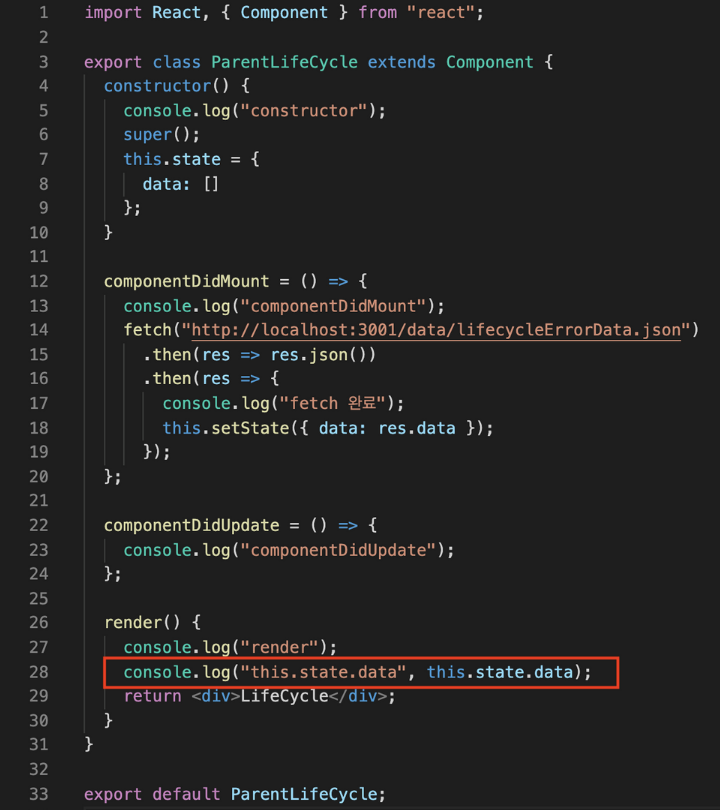 1 import React, { Component } from "react";
2
3 export class ParentLifeCycle extends Component {
4   constructor() {
5     console.log("constructor");
6     super();
7     this.state = {
8       data: []
9     };
10   }
11
12   componentDidMount = () => {
13     console.log("componentDidMount");
14     fetch("http://localhost:3001/data/lifecycleErrorData.json")
15       .then(res => res.json())
16       .then(res => {
17         console.log("fetch 완료");
18         this.setState({ data: res.data });
19       });
20   };
21
22   componentDidUpdate = () => {
23     console.log("componentDidUpdate");
24   };
25
26   render() {
27     console.log("render");
28     console.log("this.state.data", this.state.data);
29     return <div>LifeCycle</div>;
30   }
31 }
32
33 export default ParentLifeCycle;